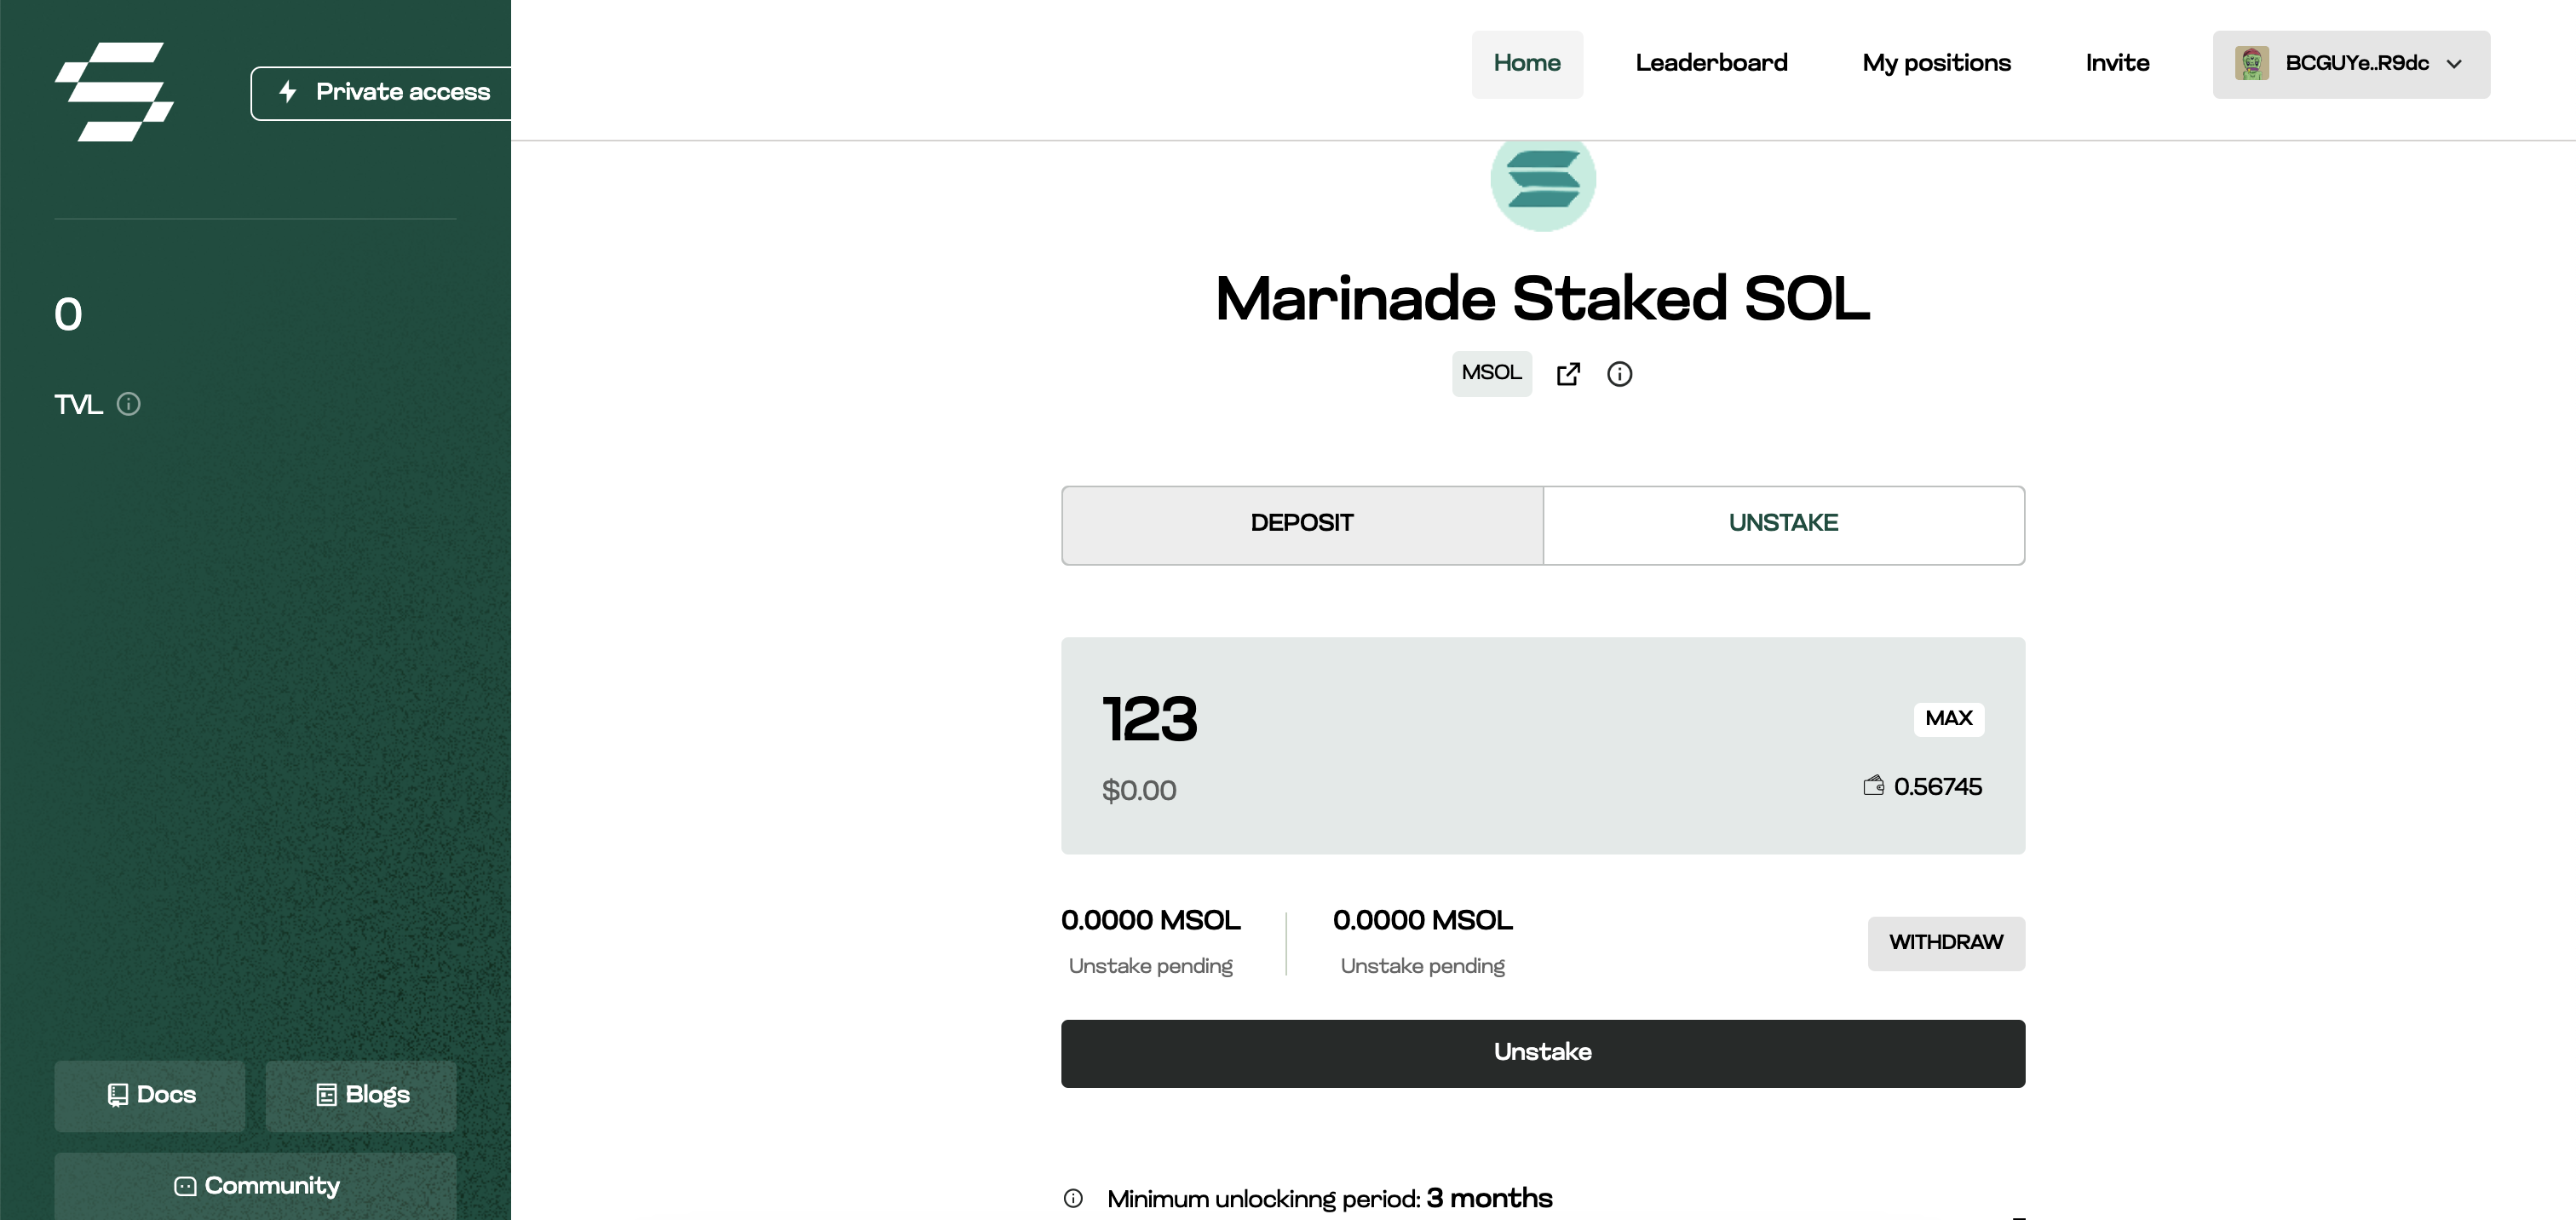 Private access
Home
Leaderboard
My positions
Invite
BCGUYe..R9dc
0
TVL
Marinade Staked SOL
MSOL
DEPOSIT
UNSTAKE
123
MAX
$0.00
0.56745
0.0000 MSOL
0.0000 MSOL
Unstake pending
Unstake pending
WITHDRAW
Unstake
Docs
Blogs
Community
Minimum unlockinng period: 3 months